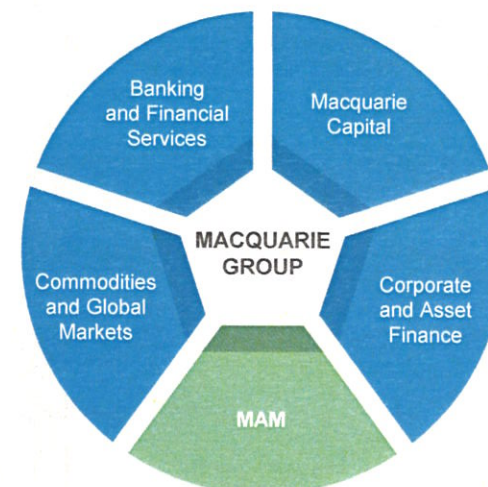 Banking
and Financial
Services
Macquarie
Capital
MACQUARIE
GROUP
Commodities
and Global
Markets
Corporate
and Asset
Finance
MAM